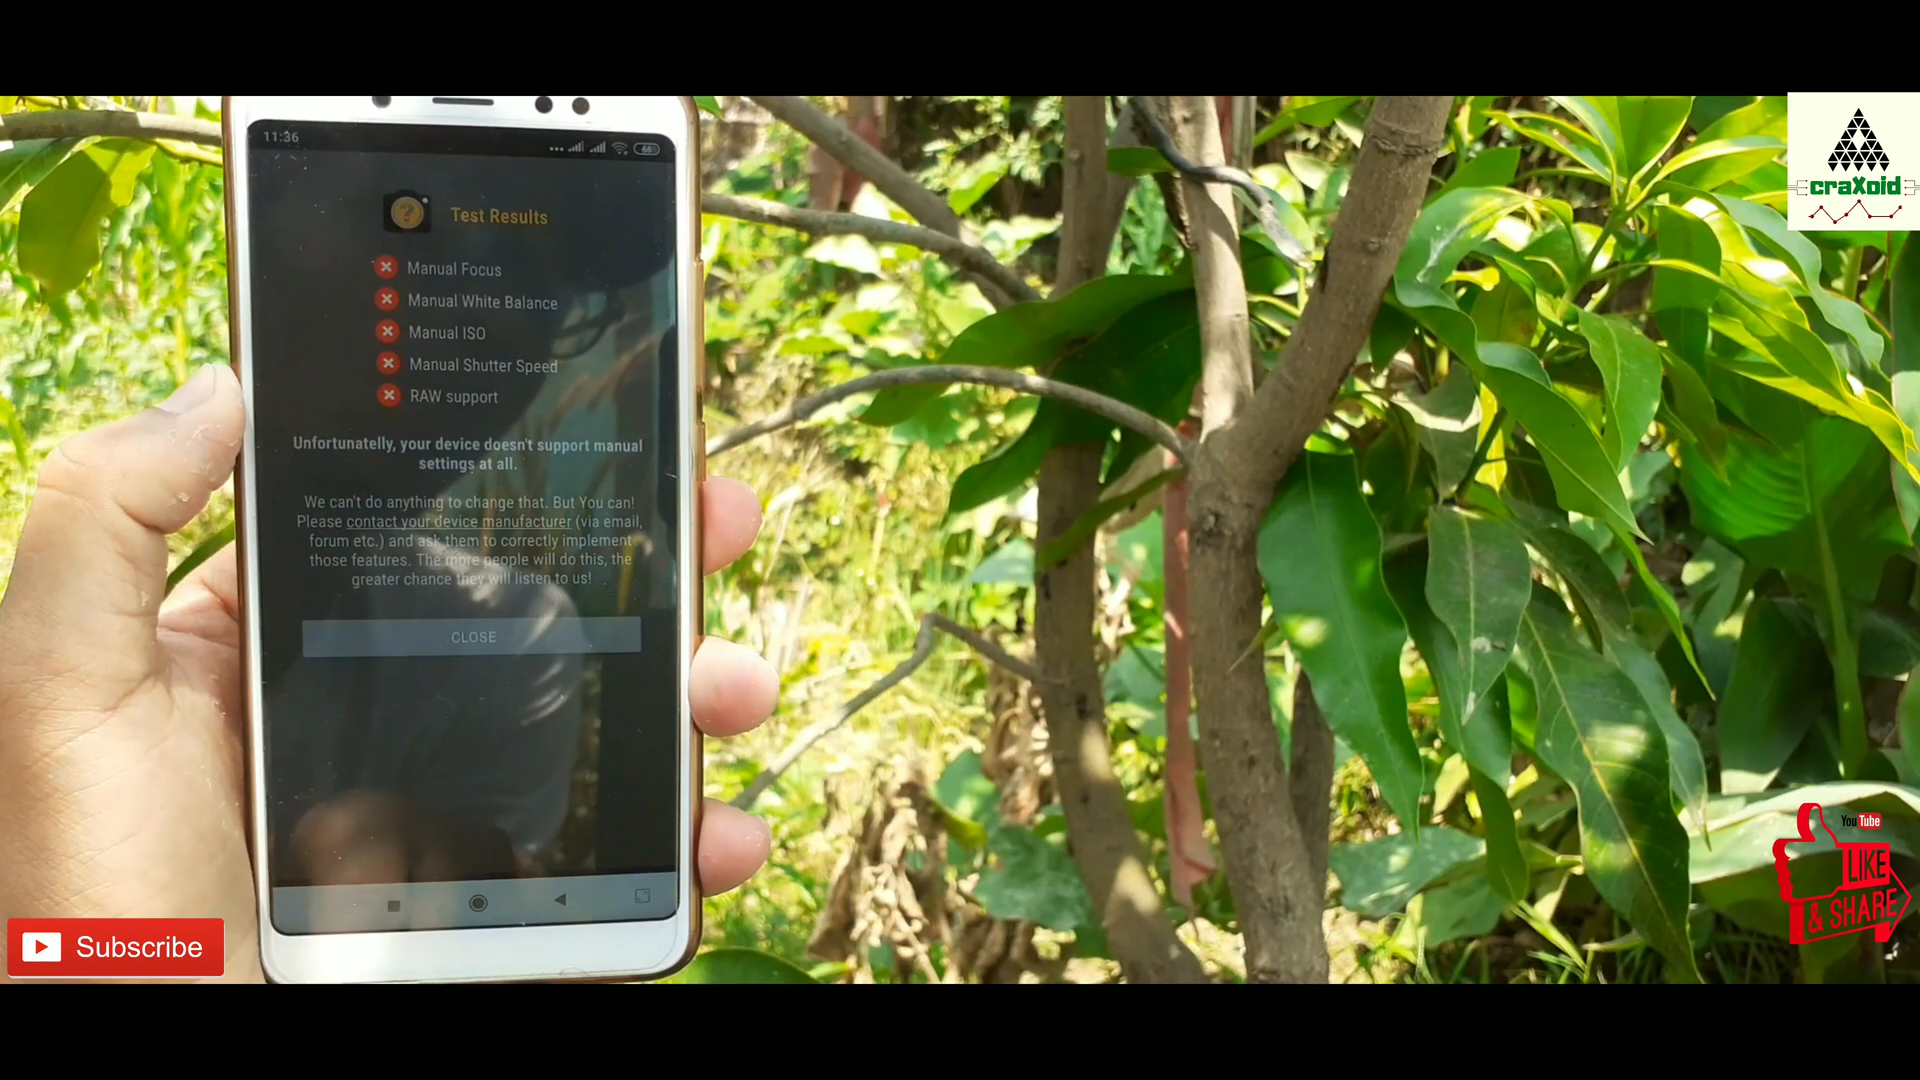 11:36
66
Test Results
Manual Focus
Manual White Balance
Manual ISO
Manual Shutter Speed
RAW support
Unfortunatelly, your device doesn't support manual
settings at all.
We can't do anything to change that. But You can!
Please contact your device manufacturer (via email,
forum etc.) and ask them to correctly implement
those features. The more people will do this, the
greater chance they will listen to us!
CLOSE
craXoid
You Tube
LIKE
& SHARE
Subscribe